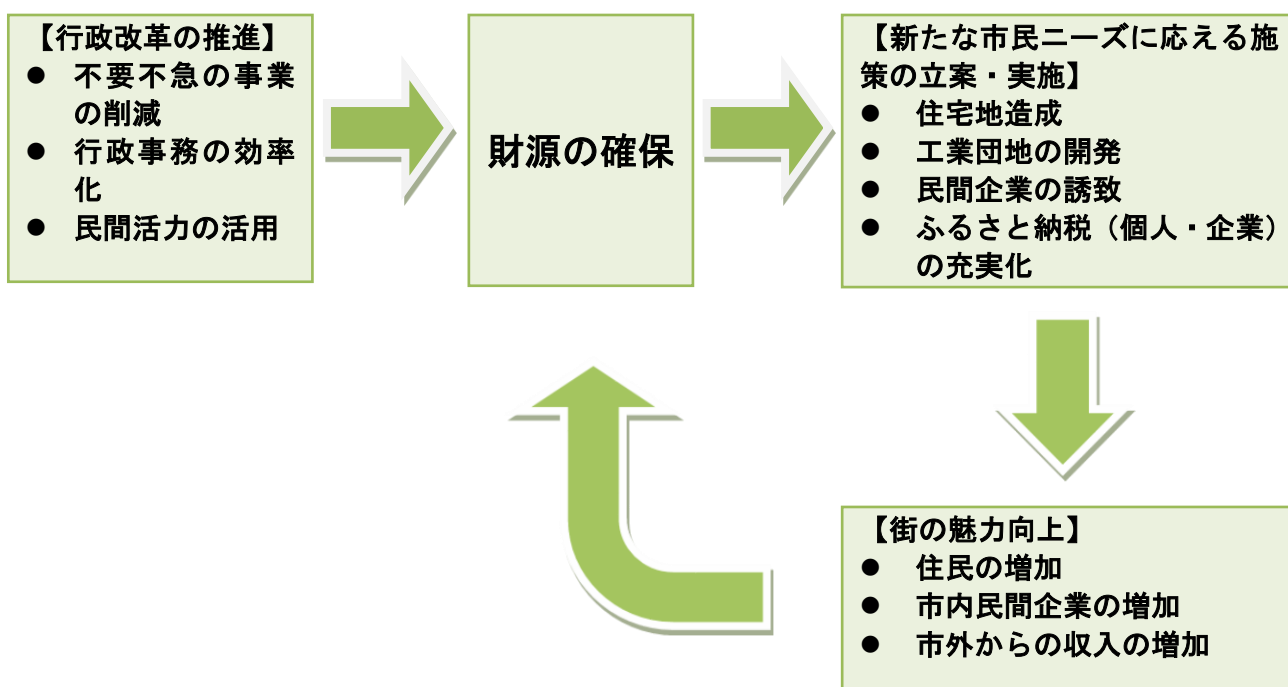 【行政改革の推進】
● 不要不急の事業
の削減
● 行政事務の効率
化
● 民間活力の活用
財源の確保
【新たな市民ニーズに応える施
策の立案・実施】
● 住宅地造成
● 工業団地の開発
● 民間企業の誘致
● ふるさと納税（個人・企業）
の充実化
【街の魅力向上】
● 住民の増加
● 市内民間企業の増加
● 市外からの収入の増加